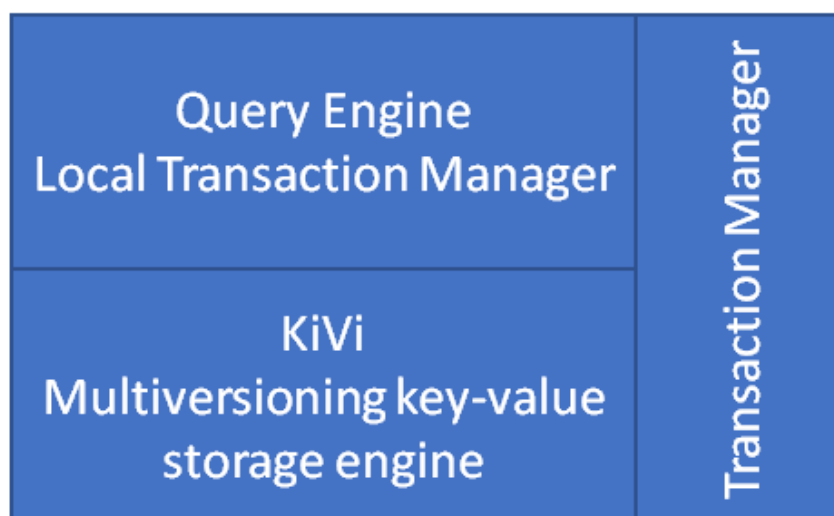 Query Engine
Local Transaction Manager
KiVi
Multiversioning key-value
storage engine
Transaction Manager